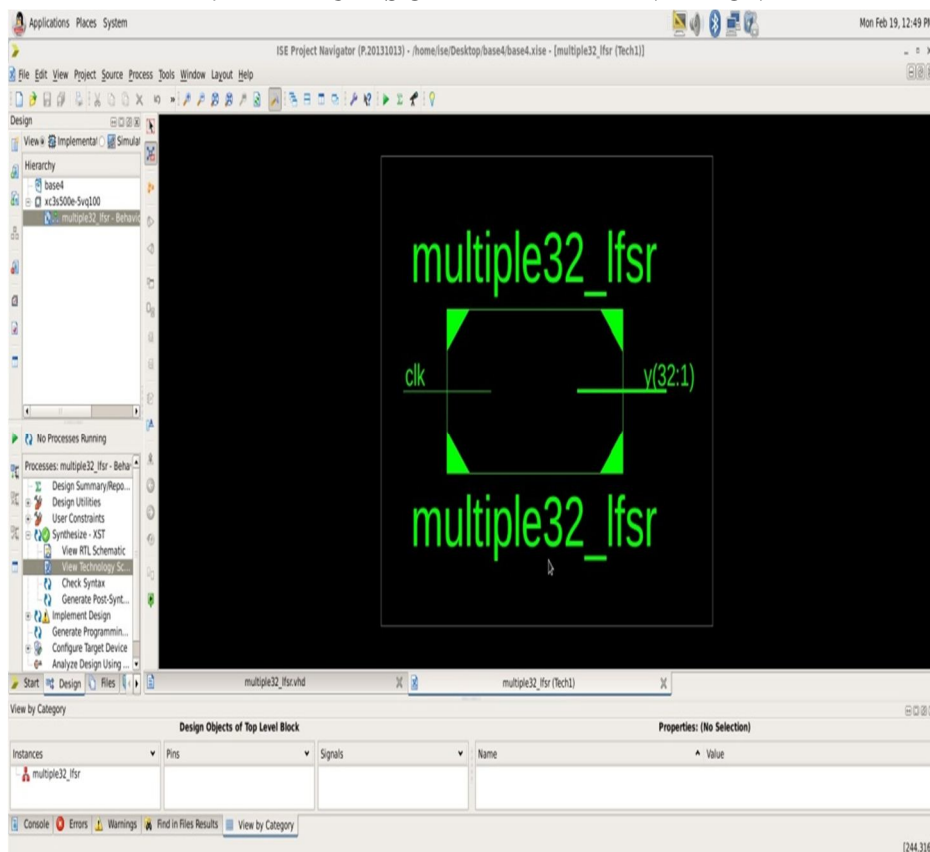 Applications Places System
Mon Feb 19, 12:49 PM
ISE Project Navigator (P.20131013) - /home/ise/Desktop/base4/base4.xise - [multiple32_lfsr (Tech1)]
File Edit View Project Source Process Tools Window Layout Help
Design
View Implementat Simulat
Hierarchy
base4
xc3s500e-5vq100
multiple32_lfsr - Behavio
multiple32_lfsr
clk
y(32:1)
multiple32_lfsr
No Processes Running
Processes: multiple32_lfsr - Beha
Design Summary/Repo...
Design Utilities
User Constraints
Synthesize - XST
View RTL Schematic
View Technology Sc...
Check Syntax
Generate Post-Synt...
Implement Design
Generate Programmin...
Configure Target Device
Analyze Design Using ...
Start Design Files
multiple32_lfsr.vhd
multiple32_lfsr (Tech1)
View by Category
Design Objects of Top Level Block
Properties: (No Selection)
Instances Pins Signals Name Value
multiple32_lfsr
Console Errors Warnings Find in Files Results View by Category
[244,316